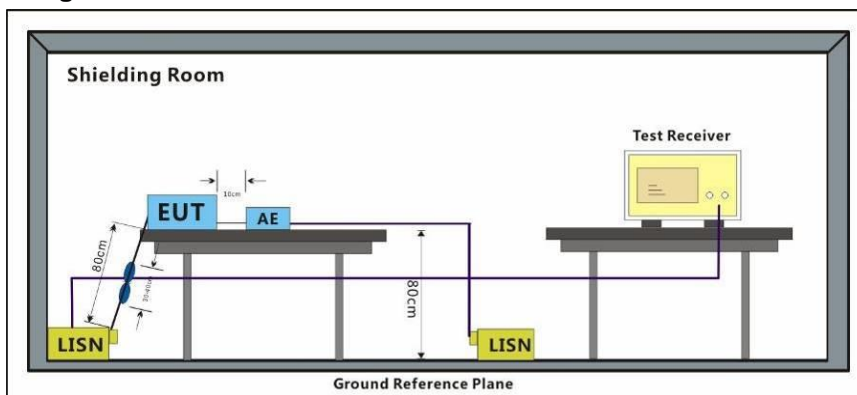 Shielding Room
Test Receiver
10cm
EUT
AE
80cm
80cm
LISN
LISN
Ground Reference Plane